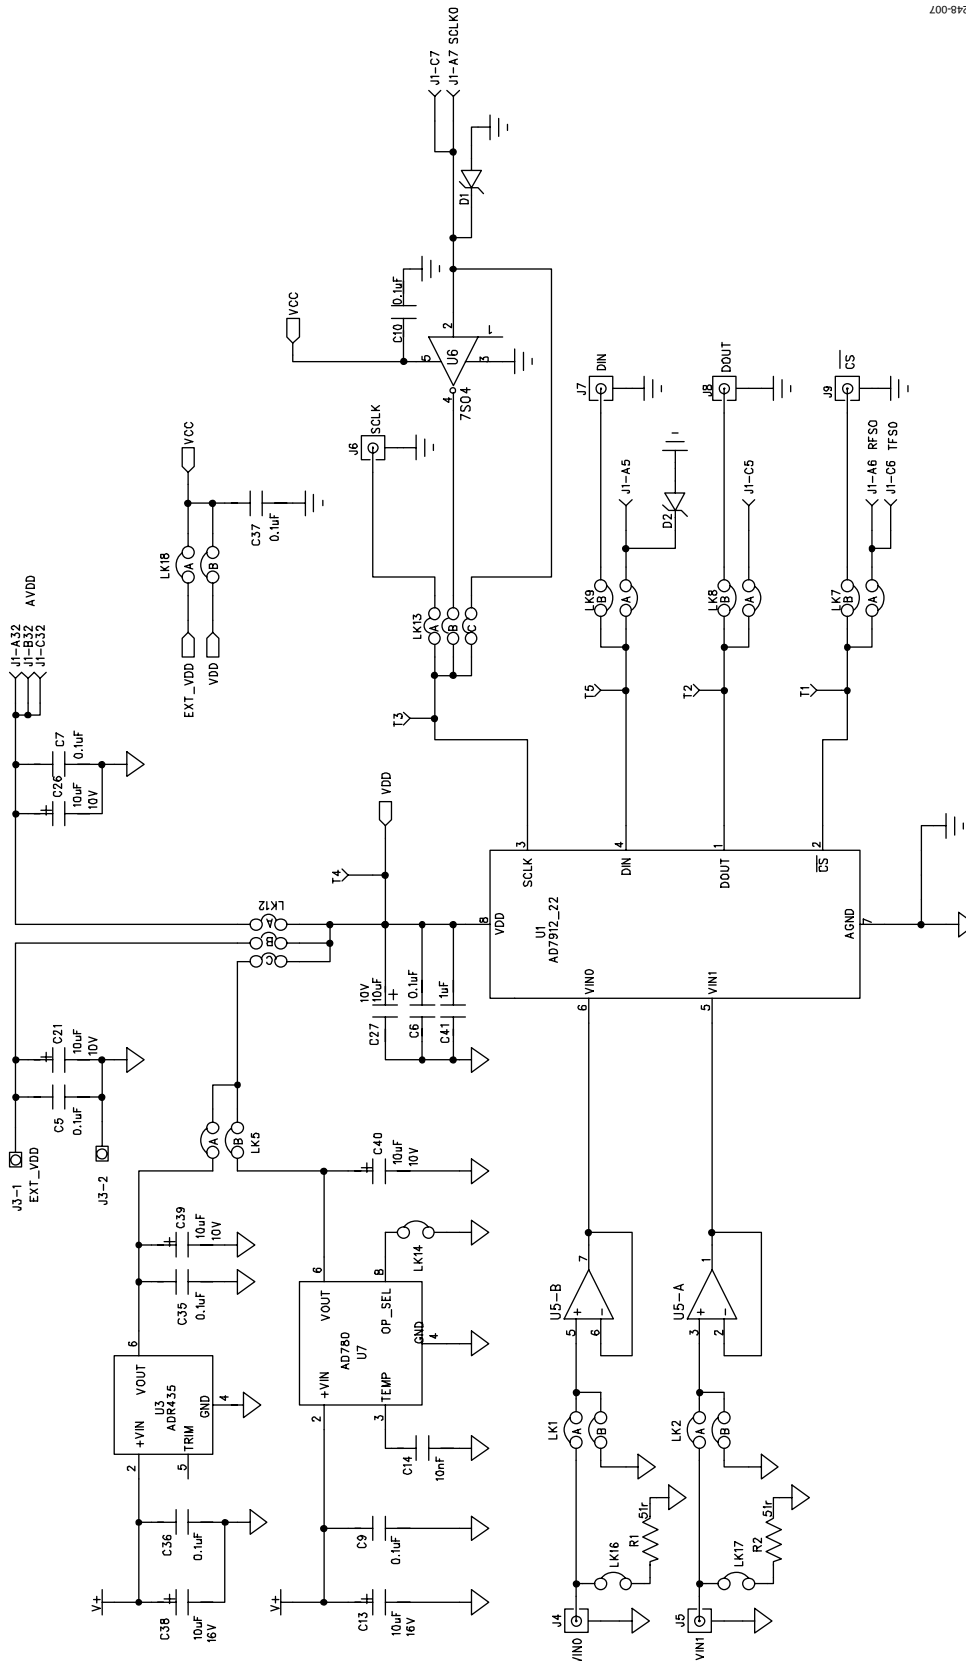 248-007
J1-C7
J1-A7 SCLK0
D1
VCC
0.1uF
C10
2
1
5
U6
3
4
7S04
J6
SCLK
VCC
LK18
A
B
C37
0.1uF
EXT_VDD
VDD
J1-A32
J1-B32
J1-C32
AVDD
C7
0.1uF
C26
10uF
10V
LK13
A
B
C
T3
J7
DIN
J1-A5
D2
LK9
B
A
T5
J8
DOUT
J1-C5
LK8
B
A
T2
J9
CS
J1-A6 RFS0
J1-C6 TFS0
LK7
B
A
T1
VDD
T4
LK12
A
B
C
10V
10uF
+
C27
0.1uF
C6
1uF
C41
8
VDD
3
SCLK
4
DIN
1
DOUT
2
CS
U1
AD7912_22
AGND
7
VIN0
6
VIN1
5
C21
10uF
10V
+
C5
0.1uF
J3-1
EXT_VDD
J3-2
A
B
LK5
C40
10uF
10V
+
C39
10uF
10V
+
C35
0.1uF
6
VOUT
U3
ADR435
+VIN
TRIM
GND
4
2
5
C36
0.1uF
V+
C38
10uF
16V
+
LK14
6
8
VOUT
OP_SEL
AD780
U7
GND
4
+VIN
TEMP
2
3
C14
10nF
C9
0.1uF
V+
C13
10uF
16V
+
7
U5-B
+
-
5
6
LK1
A
B
51r
R1
LK16
J4
VIN0
1
U5-A
+
-
3
2
LK2
A
B
51r
R2
LK17
J5
VIN1